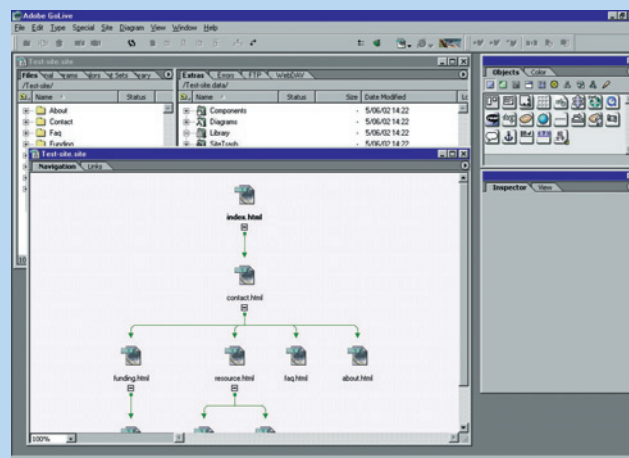 Adobe GoLive
File Edit Type Special Site Diagram View Window Help
Test-site.site
Files
Extras Errors FTP WebDAV
/Test-site/
/Test-site.data/
Name Status
Name Status Size Date Modified
About
Components - 5/06/02 14:22
Contact
Diagrams - 5/06/02 14:22
Faq
Library - 5/06/02 14:22
Funding
SiteTrash - 5/06/02 14:22
Objects Color
Test-site.site
Navigation Links
Inspector View
index.html
contact.html
funding.html resource.html faq.html about.html
100%